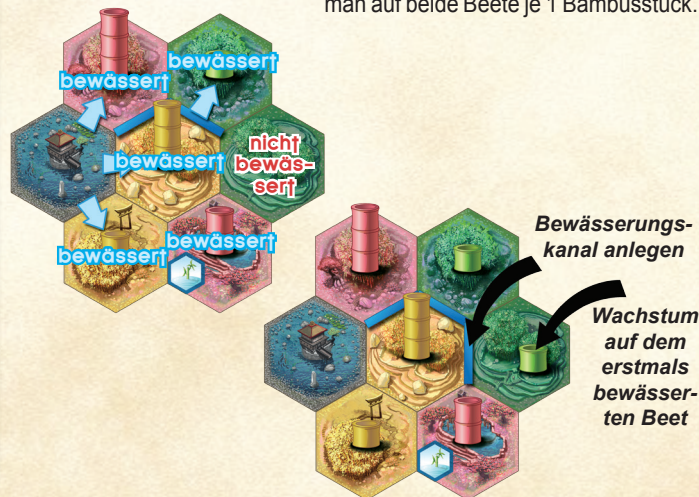 man auf beide Beete je 1 Bambusstück.
bewässert
bewässert
bewässert
nicht
bewäs-
sert
bewässert
bewässert
Bewässerungs-
kanal anlegen
Wachstum
auf dem
erstmals
bewässer-
ten Beet